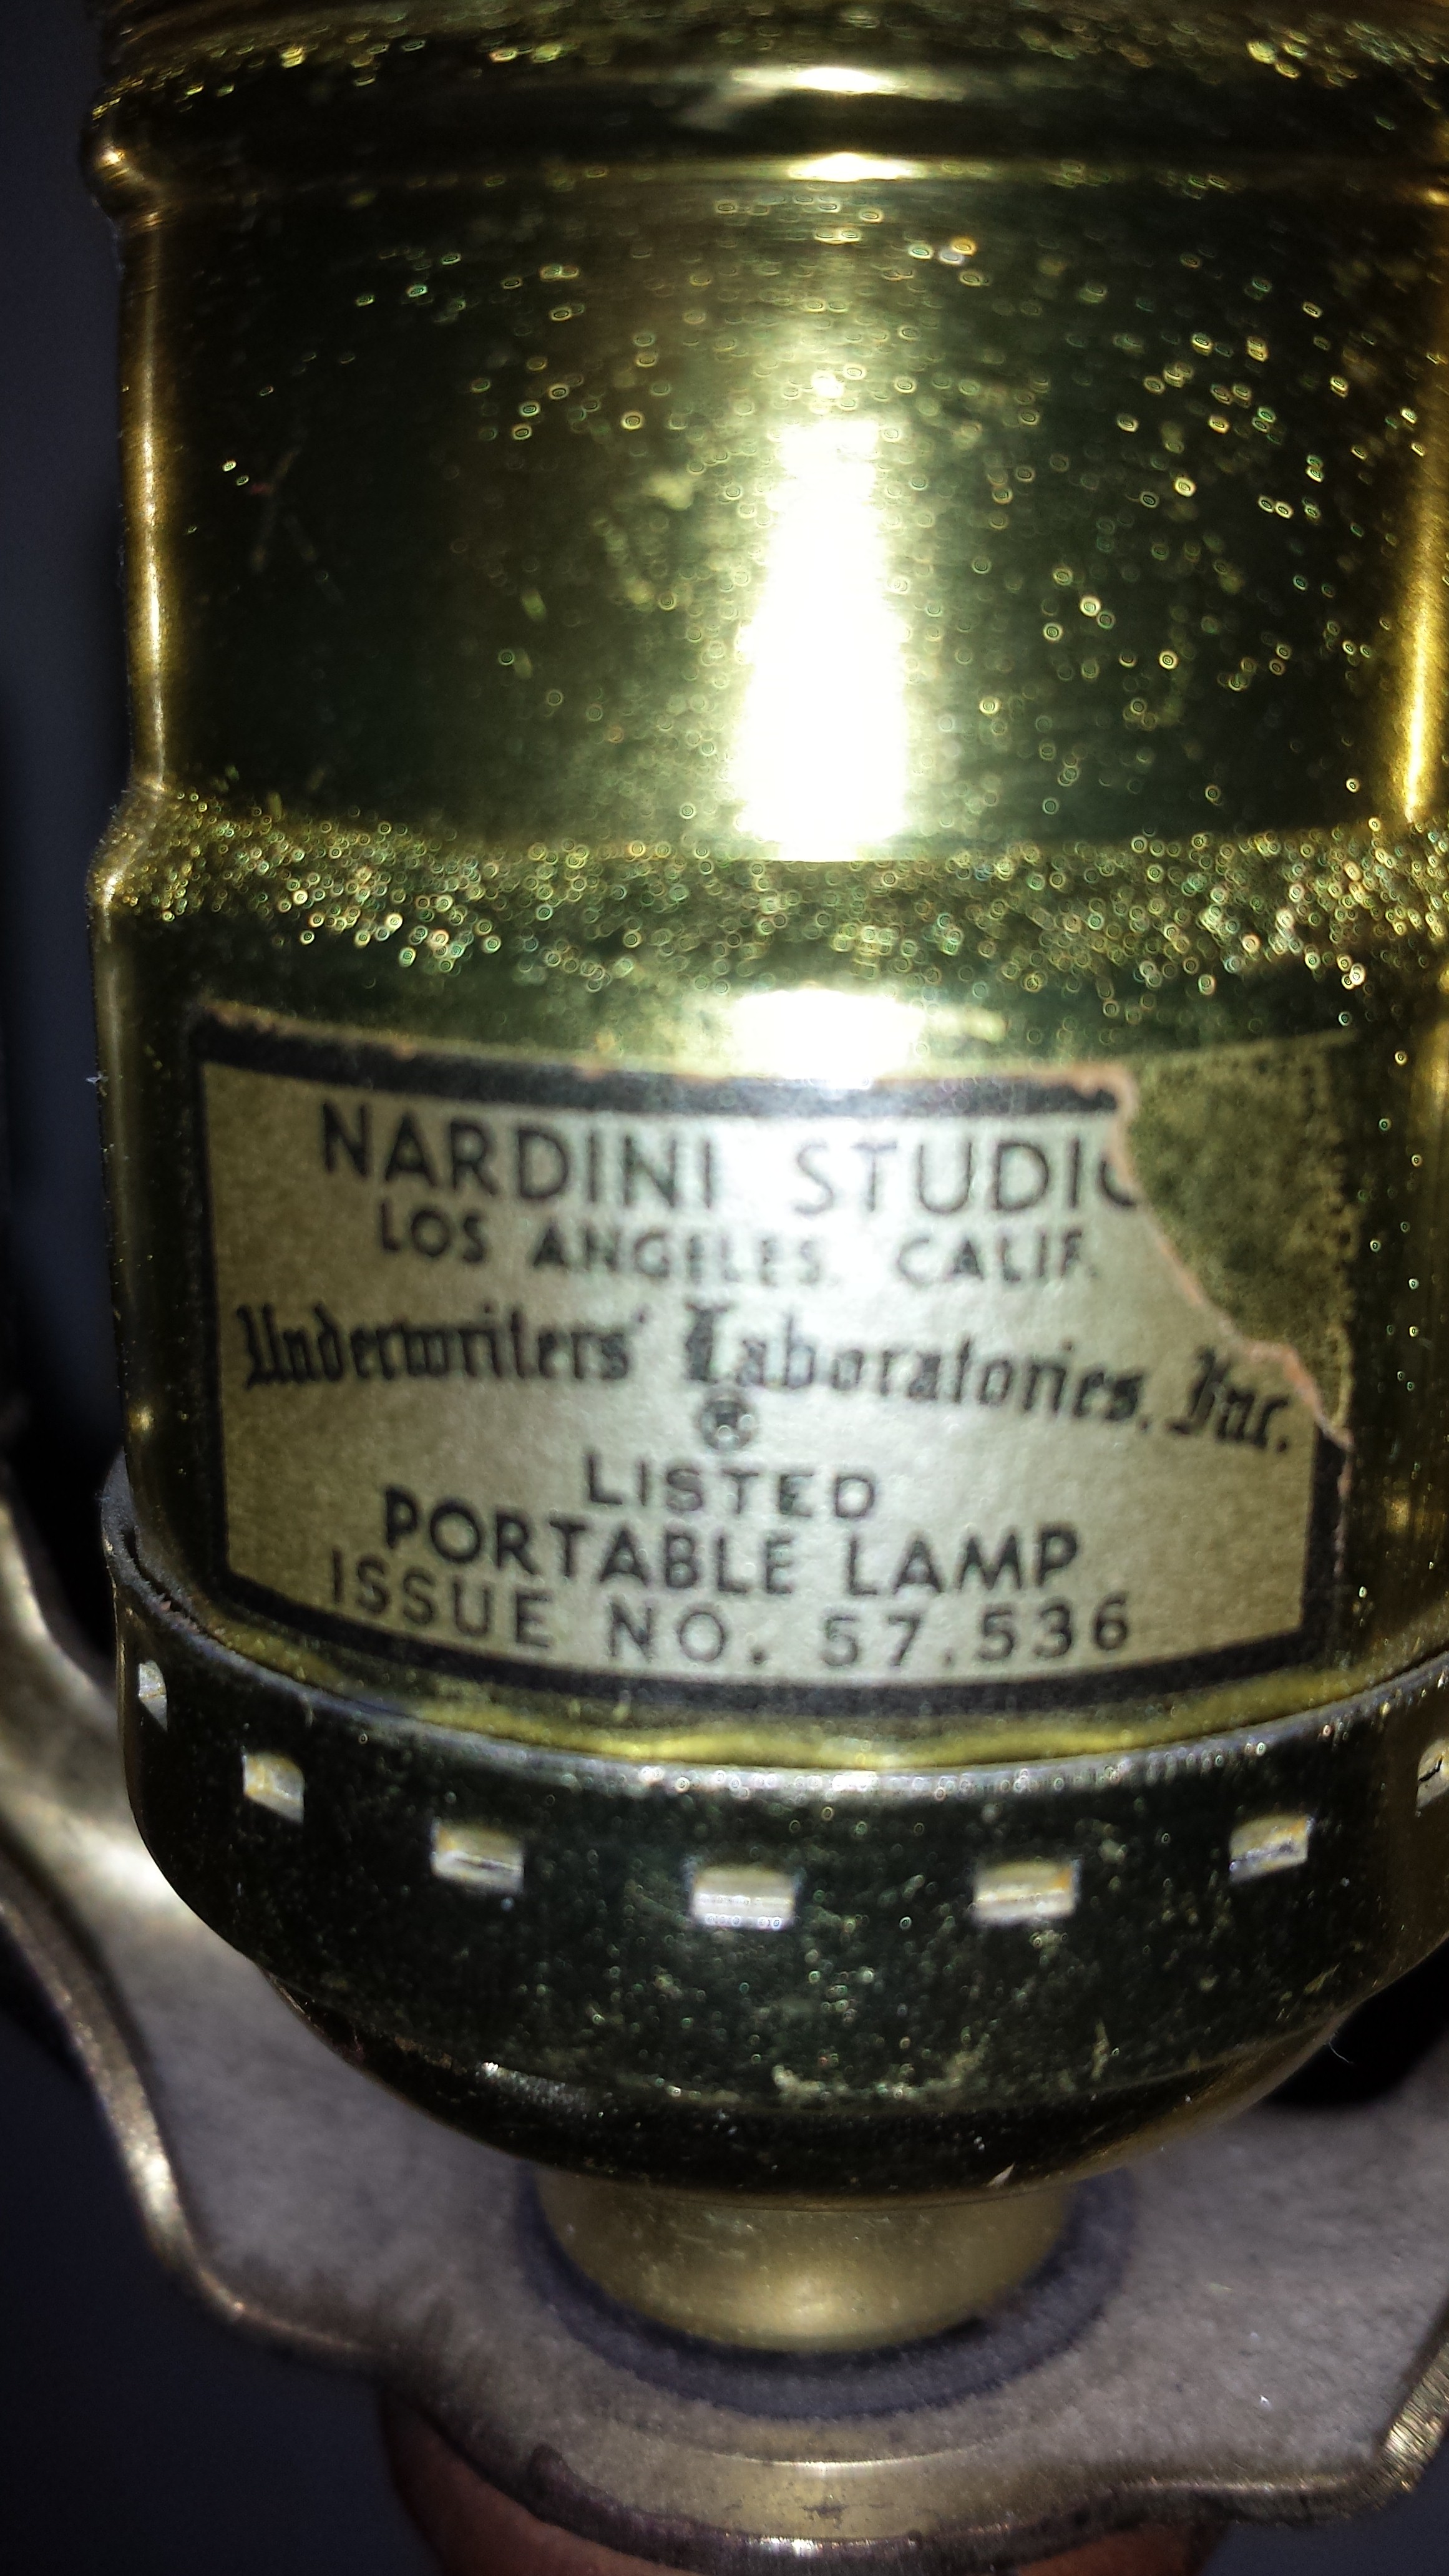 NARDINI STUDIO
LOS ANGELES, CALIF.
Underwriters' Laboratories, Inc.
LISTED
PORTABLE LAMP
ISSUE NO. 57,536